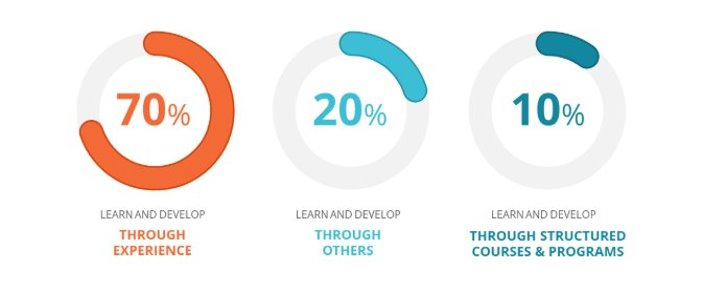 70%
20%
10%
LEARN AND DEVELOP
THROUGH
EXPERIENCE
LEARN AND DEVELOP
THROUGH
OTHERS
LEARN AND DEVELOP
THROUGH STRUCTURED
COURSES & PROGRAMS